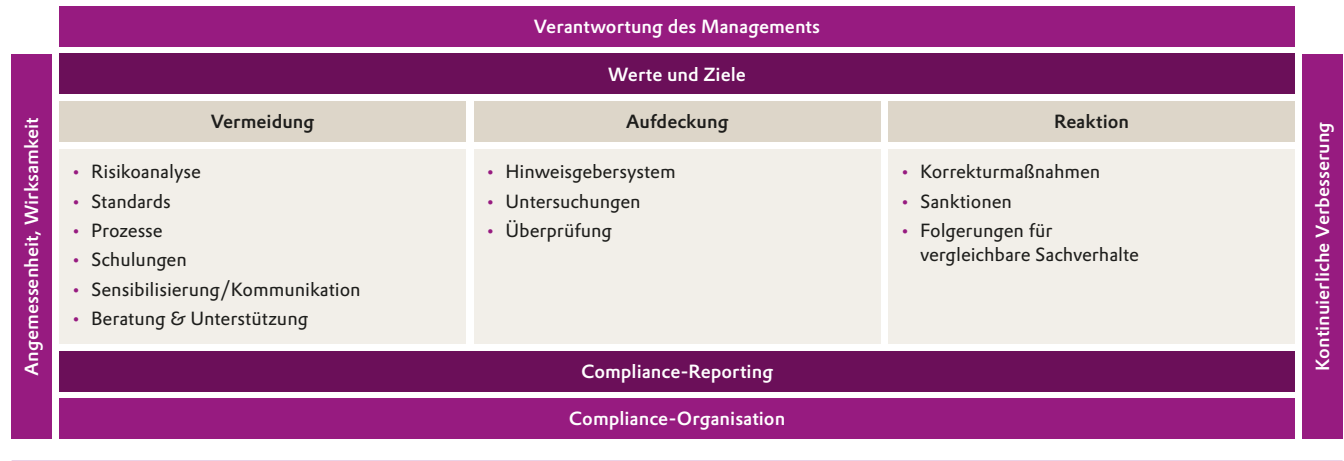 Verantwortung des Managements
Werte und Ziele
Angemessenheit, Wirksamkeit
Vermeidung
• Risikoanalyse
• Standards
• Prozesse
• Schulungen
• Sensibilisierung/Kommunikation
• Beratung & Unterstützung
Aufdeckung
• Hinweisgebersystem
• Untersuchungen
• Überprüfung
Reaktion
• Korrekturmaßnahmen
• Sanktionen
• Folgerungen für
vergleichbare Sachverhalte
Kontinuierliche Verbesserung
Compliance-Reporting
Compliance-Organisation